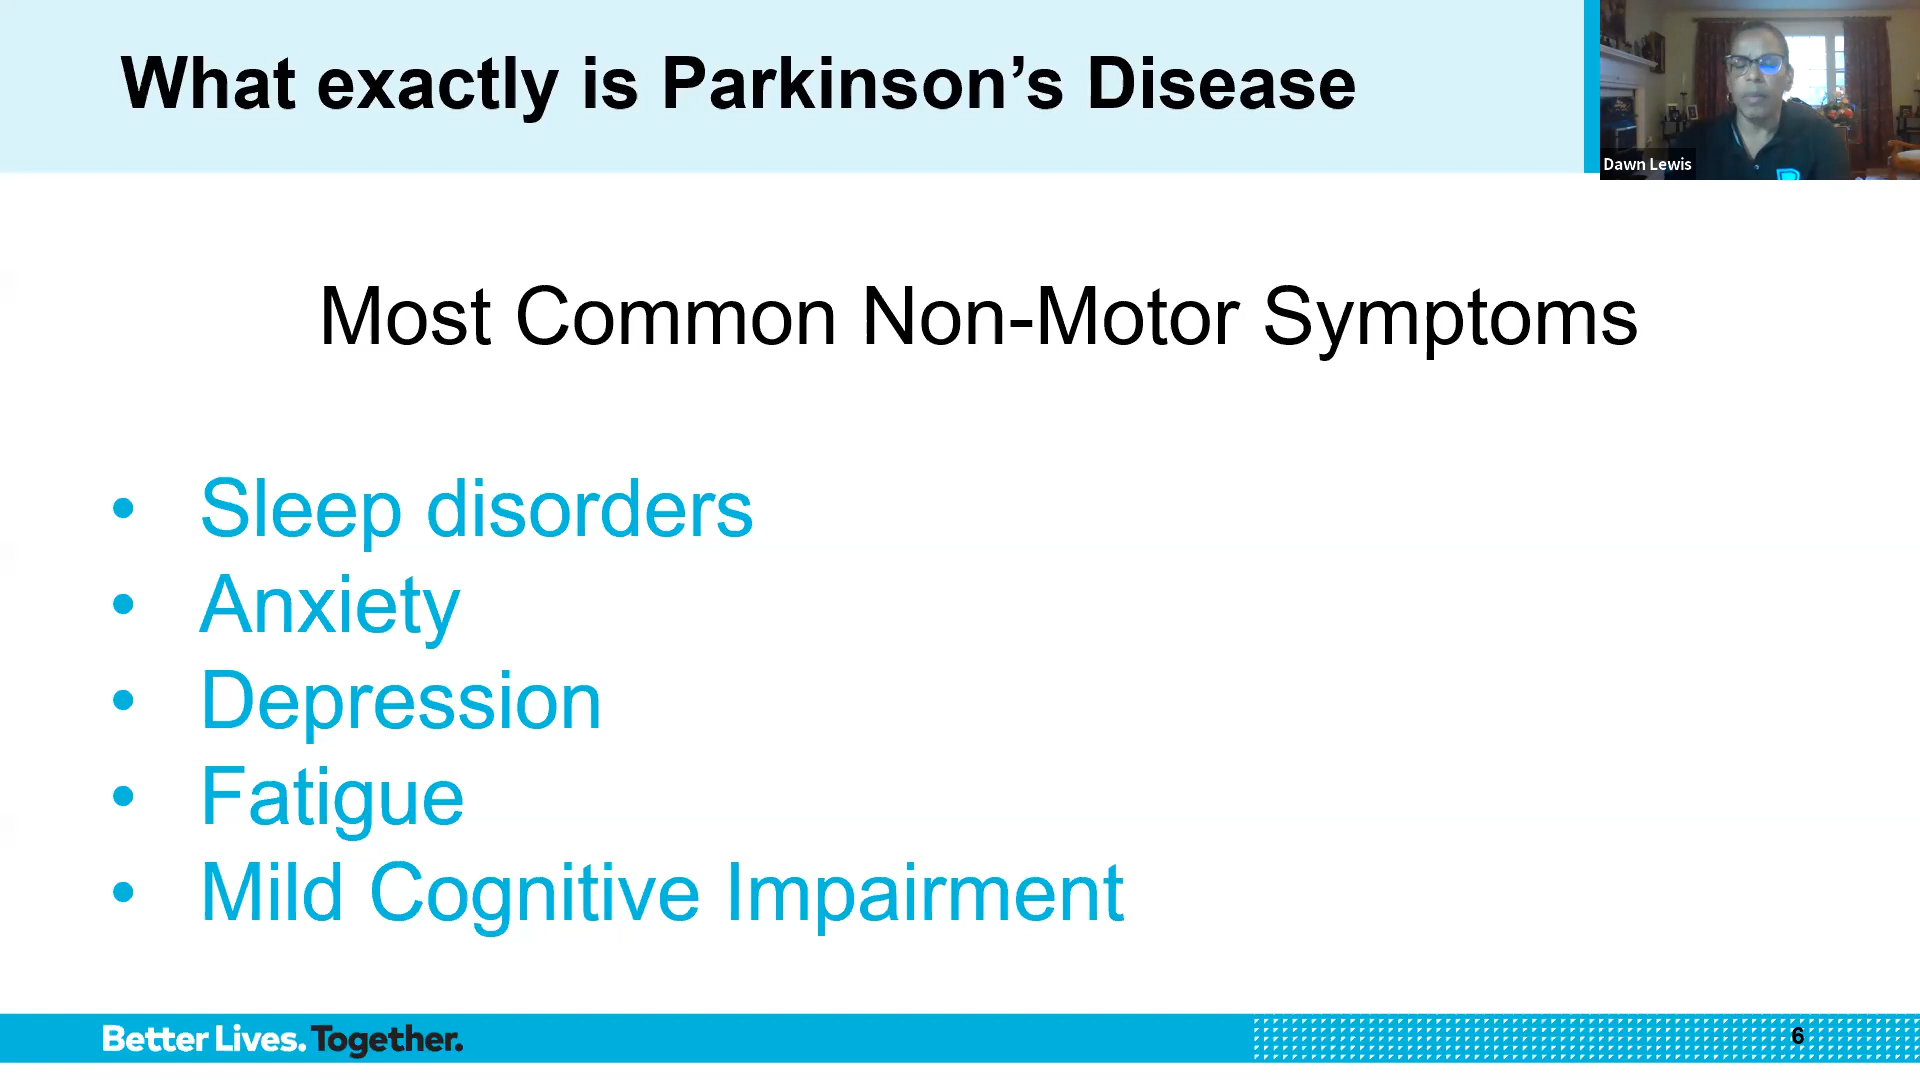 What exactly is Parkinson’s Disease
Dawn Lewis
Most Common Non-Motor Symptoms
• Sleep disorders
• Anxiety
• Depression
• Fatigue
• Mild Cognitive Impairment
Better Lives. Together.
6